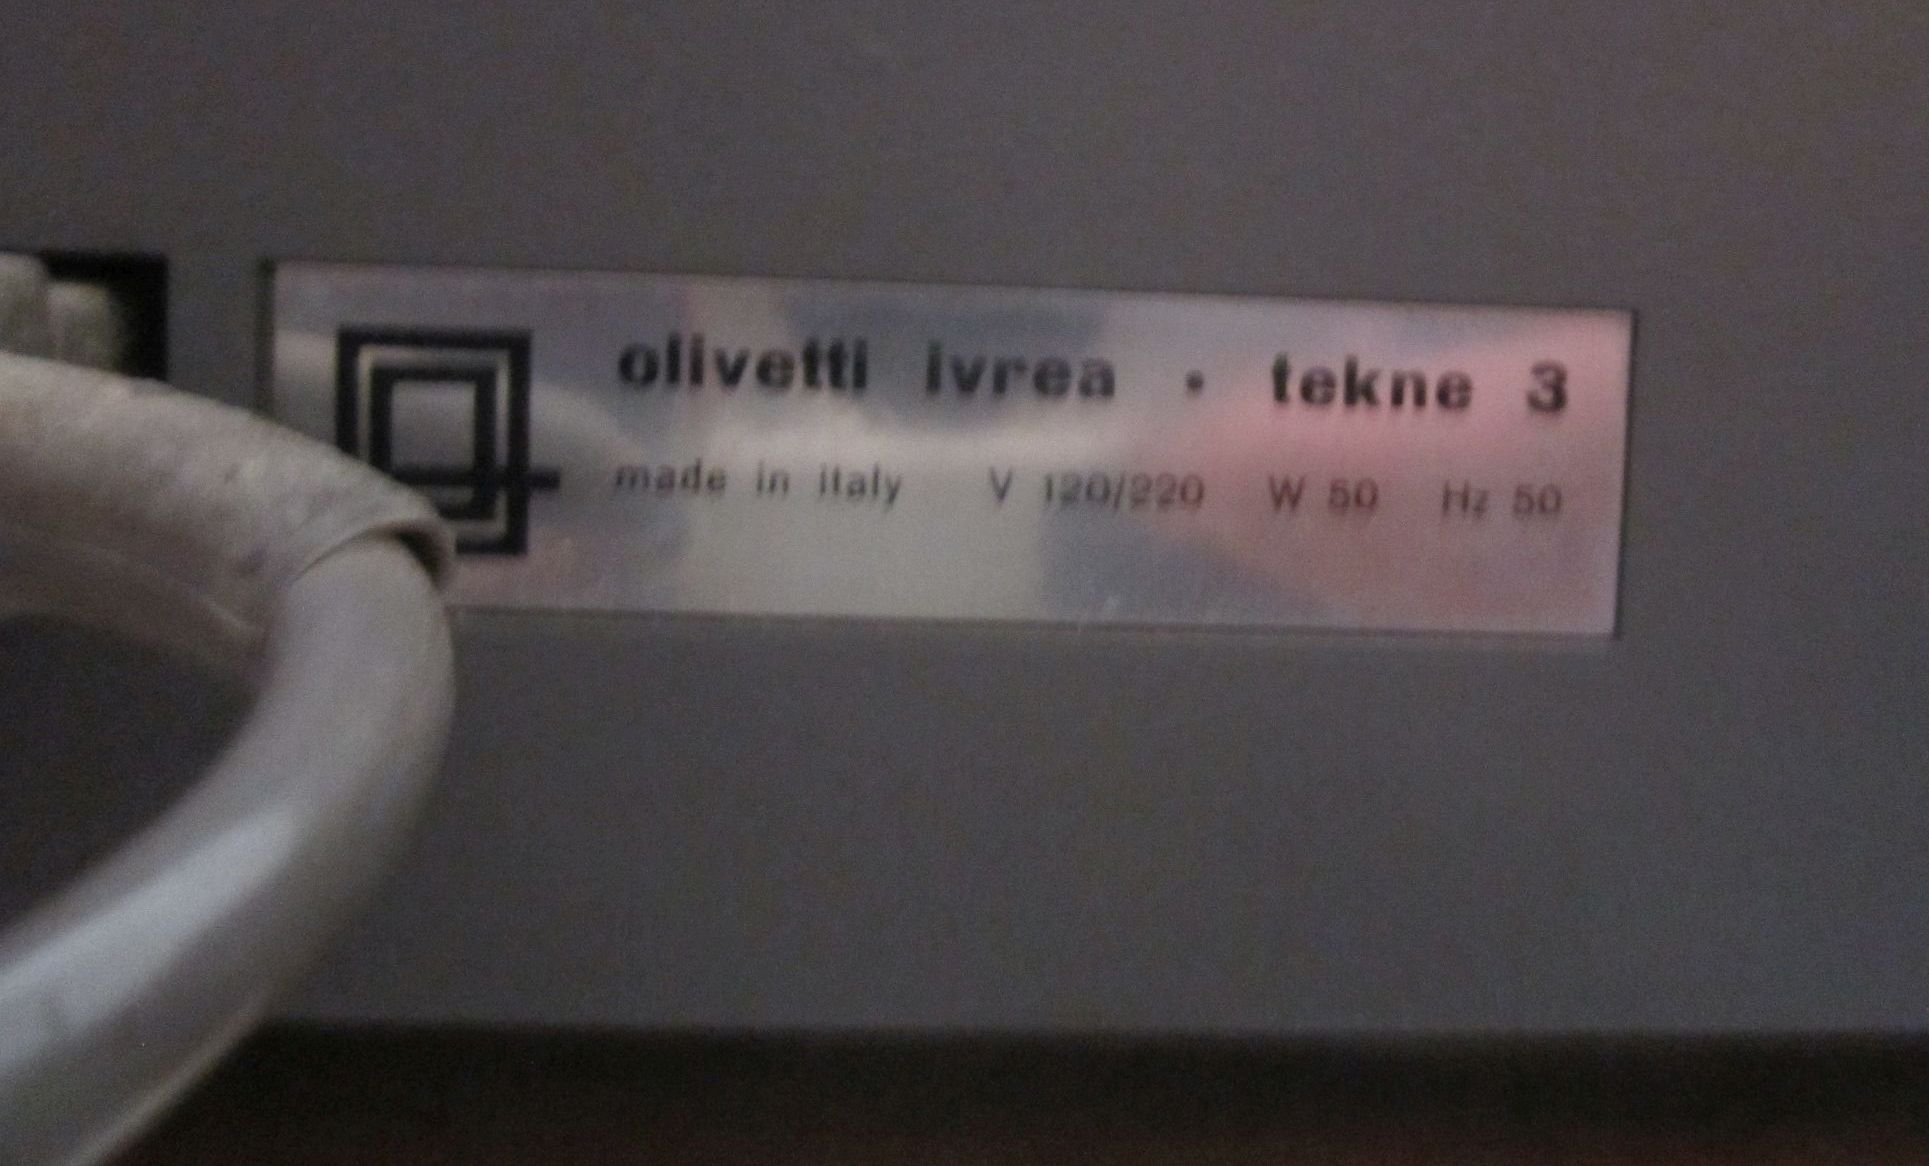 olivetti ivrea • tekne 3
made in italy V 120/220 W 50 Hz 50